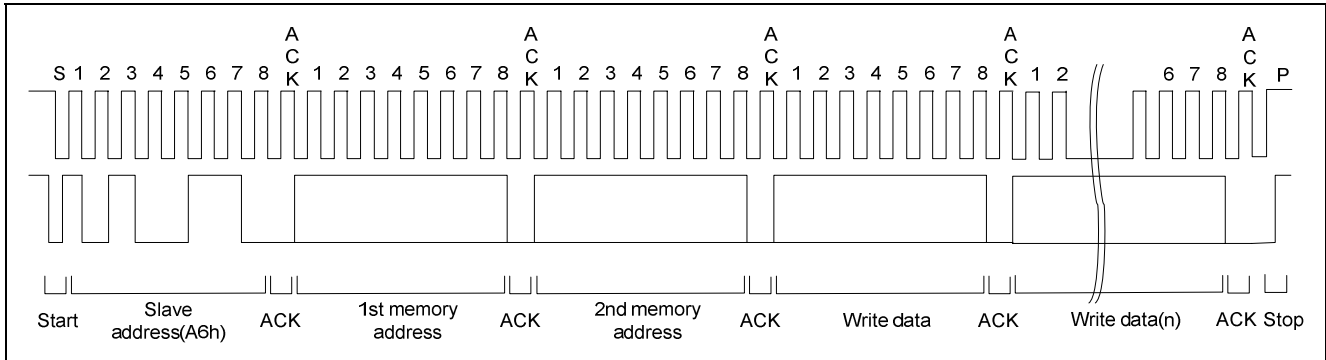 A A A A A
C C C C C
S 1 2 3 4 5 6 7 8 K 1 2 3 4 5 6 7 8 K 1 2 3 4 5 6 7 8 K 1 2 3 4 5 6 7 8 K 1 2 6 7 8 K P
Start Slave address(A6h) ACK 1st memory address ACK 2nd memory address ACK Write data ACK Write data(n) ACK Stop